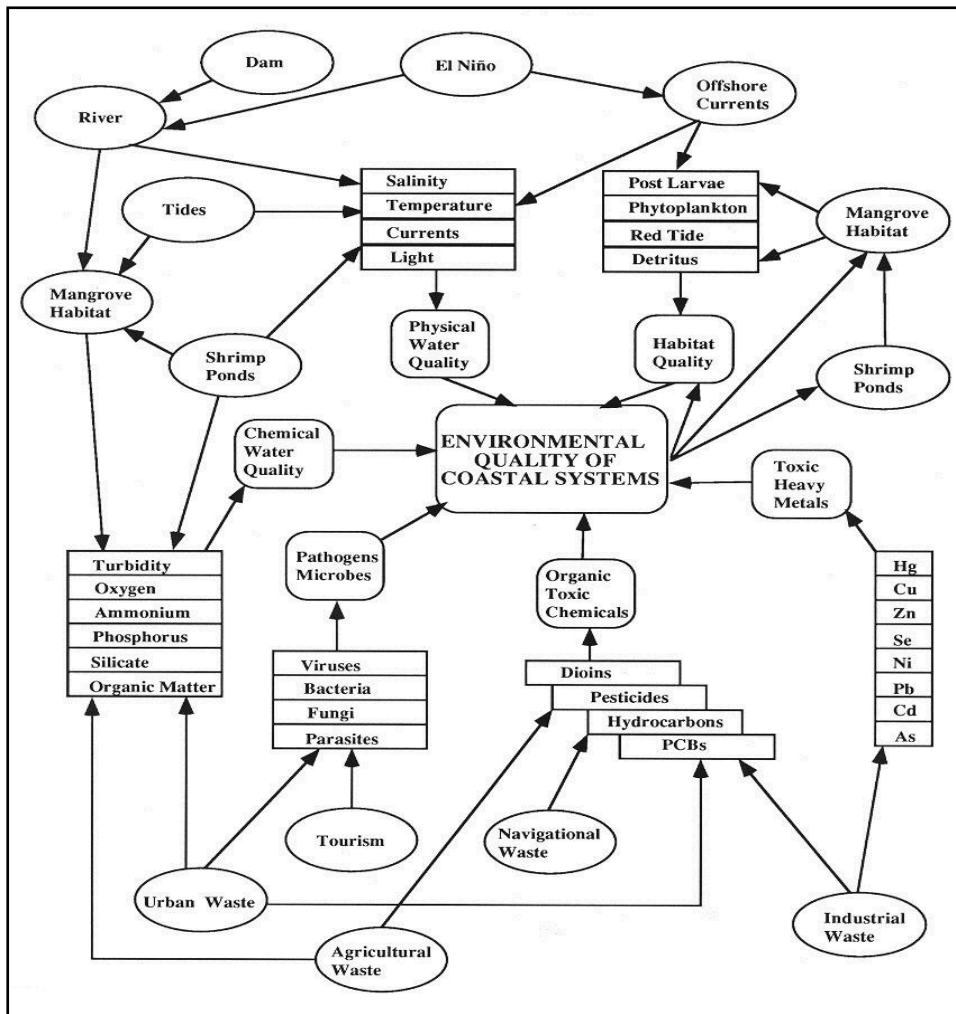 Dam
El Niño
Offshore
Currents
River
Salinity
Temperature
Currents
Light
Post Larvae
Phytoplankton
Red Tide
Detritus
Tides
Mangrove
Habitat
Mangrove
Habitat
Physical
Water
Quality
Habitat
Quality
Shrimp
Ponds
Shrimp
Ponds
Chemical
Water
Quality
ENVIRONMENTAL
QUALITY OF
COASTAL SYSTEMS
Toxic
Heavy
Metals
Pathogens
Microbes
Organic
Toxic
Chemicals
Turbidity
Oxygen
Ammonium
Phosphorus
Silicate
Organic Matter
Viruses
Bacteria
Fungi
Parasites
Dioins
Pesticides
Hydrocarbons
PCBs
Hg
Cu
Zn
Se
Ni
Pb
Cd
As
Tourism
Navigational
Waste
Urban Waste
Agricultural
Waste
Industrial
Waste